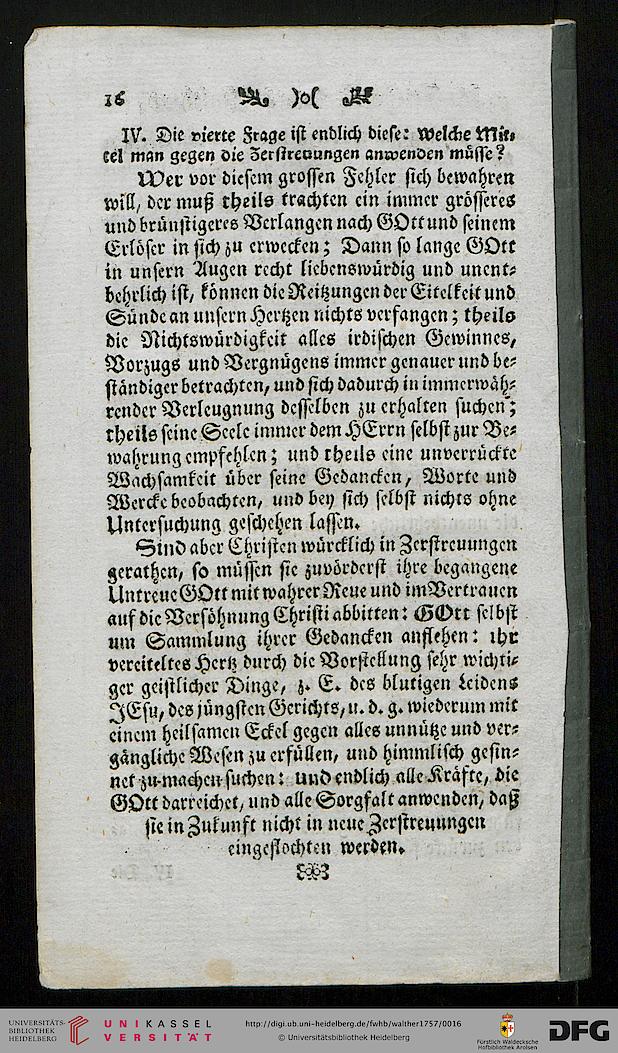 16 )o(
IV. Die vierte Frage ist endlich diese: welche Mit-
tel man gegen die Zerstreuungen anwenden müsse?
Wer vor diesem grossen Fehler sich bewahren
will, der muß theils trachten ein immer grösseres
und brünstigeres Verlangen nach GOtt und seinem
Erlöser in sich zu erwecken; Dann so lange GOtt
in unsern Augen recht liebenswürdig und unent-
behrlich ist, können die Reitzungen der Eitelkeit und
Sünde an unsern Hertzen nichts verfangen; theils
die Nichtswürdigkeit alles irdischen Gewinnes,
Vorzugs und Vergnügens immer genauer und be-
ständiger betrachten, und sich dadurch in immerwäh-
render Verleugnung desselben zu erhalten suchen;
theils seine Seele immer dem HErrn selbst zur Be-
wahrung empfehlen; und theils eine unverrückte
Wachsamkeit über seine Gedancken, Worte und
Wercke beobachten, und bey sich selbst nichts ohne
Untersuchung geschehen lassen.
Sind aber Christen würcklich in Zerstreuungen
gerathen, so müssen sie zuvörderst ihre begangene
Untreue GOtt mit wahrer Reue und im Vertrauen
auf die Versöhnung Christi abbitten: GOtt selbst
um Sammlung ihrer Gedancken anflehen: ihr
vereiteltes Hertz durch die Vorstellung sehr wichti-
ger geistlicher Dinge, z. E. des blutigen Leidens
JEsu, des jüngsten Gerichts, u. d. g. wiederum mit
einem heilsamen Eckel gegen alles unnütze und ver-
gängliche Wesen zu erfüllen, und himmlisch gesin-
net zu machen suchen: und endlich alle Kräfte, die
GOtt darreichet, und alle Sorgfalt anwenden, daß
sie in Zukunft nicht in neue Zerstreuungen
eingeflochten werden.
UNIVERSITÄTS-
BIBLIOTHEK
HEIDELBERG
UNIKASSEL
VERSITÄT
http://digi.ub.uni-heidelberg.de/fwhb/walther1757/0016
© Universitätsbibliothek Heidelberg
Fürstlich Waldecksche
Hofbibliothek Arolsen
DFG